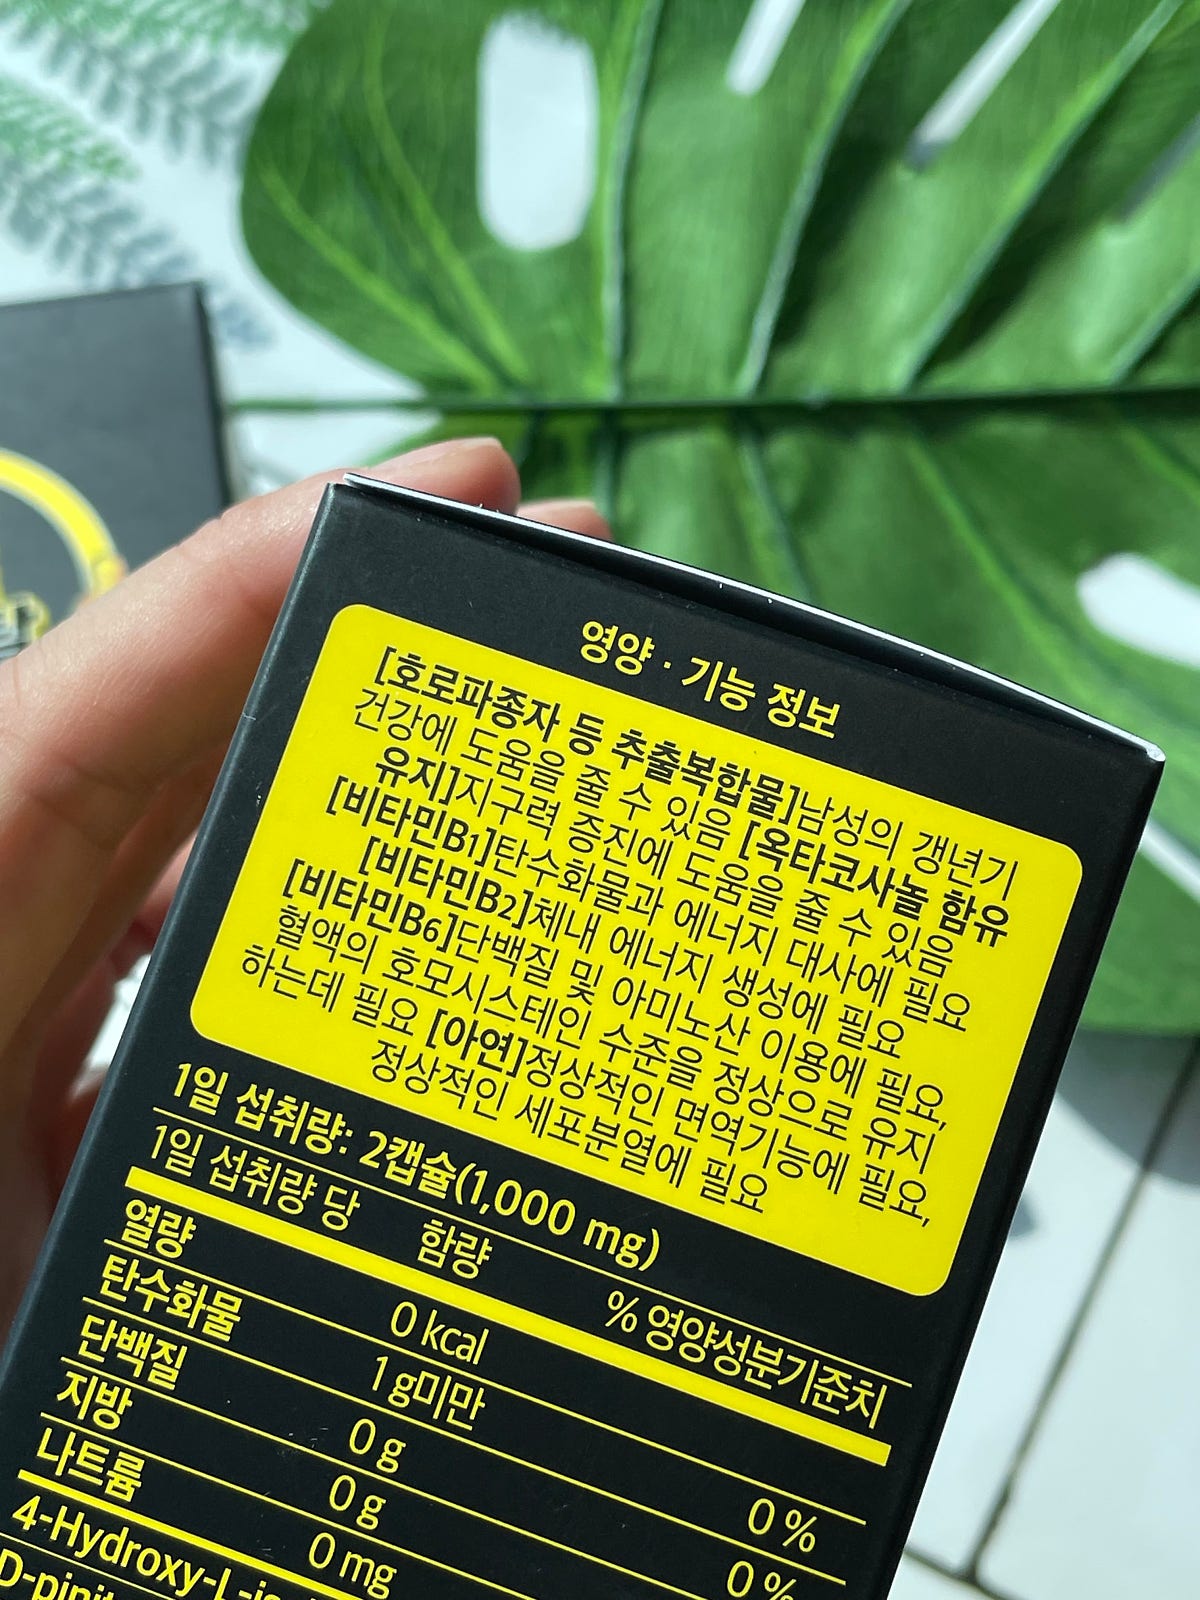 영양 · 기능 정보
[호로파종자 등 추출복합물]남성의 갱년기
건강에 도움을 줄 수 있음 [옥타코사놀 함유
유지]지구력 증진에 도움을 줄 수 있음
[비타민B1]탄수화물과 에너지 대사에 필요
[비타민B2]체내 에너지 생성에 필요
[비타민B6]단백질 및 아미노산 이용에 필요,
혈액의 호모시스테인 수준을 정상으로 유지
하는데 필요 [아연]정상적인 면역기능에 필요,
정상적인 세포분열에 필요
1일 섭취량: 2캡슐(1,000 mg)
1일 섭취량 당 함량 % 영양성분기준치
열량 0 kcal
탄수화물 1 g미만 0 %
단백질 0 g 0 %
지방 0 g
나트륨 0 mg
4-Hydroxy-L-is
D-pinit